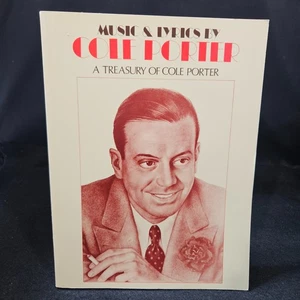 MUSIC & LYRICS BY
COLE PORTER
A TREASURY OF COLE PORTER